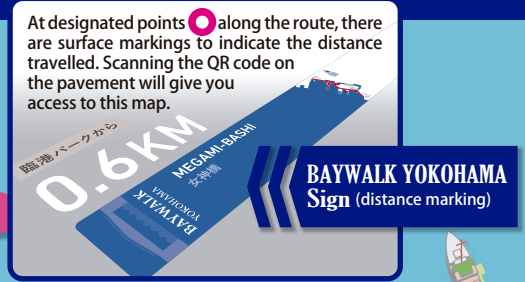 At designated points along the route, there
are surface markings to indicate the distance
travelled. Scanning the QR code on
the pavement will give you
access to this map.
臨港パークから
0.6KM
MEGAMI-BASHI
女神橋
BAYWALK
YOKOHAMA
BAYWALK YOKOHAMA
Sign (distance marking)